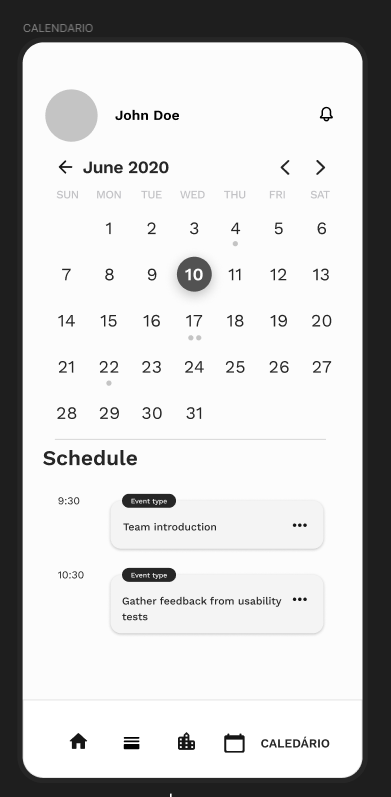 CALENDARIO
John Doe
June 2020
SUN MON TUE WED THU FRI SAT
1 2 3 4 5 6
7 8 9 10 11 12 13
14 15 16 17 18 19 20
21 22 23 24 25 26 27
28 29 30 31
Schedule
9:30
Event type
Team introduction
10:30
Event type
Gather feedback from usability
tests
CALEDÁRIO